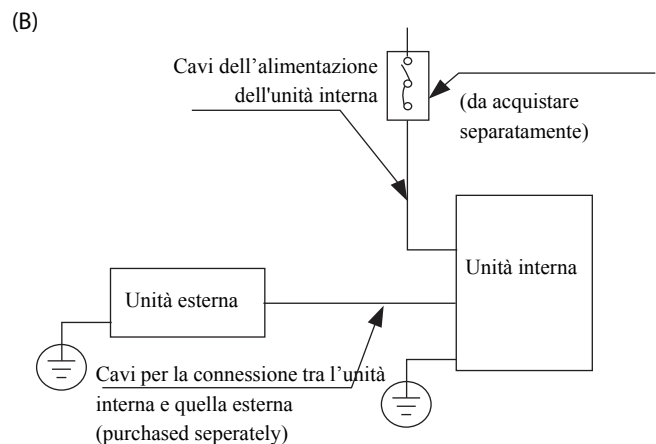 (B)
Cavi dell’alimentazione
dell'unità interna
(da acquistare
separatamente)
Unità interna
Unità esterna
Cavi per la connessione tra l’unità
interna e quella esterna
(purchased seperately)